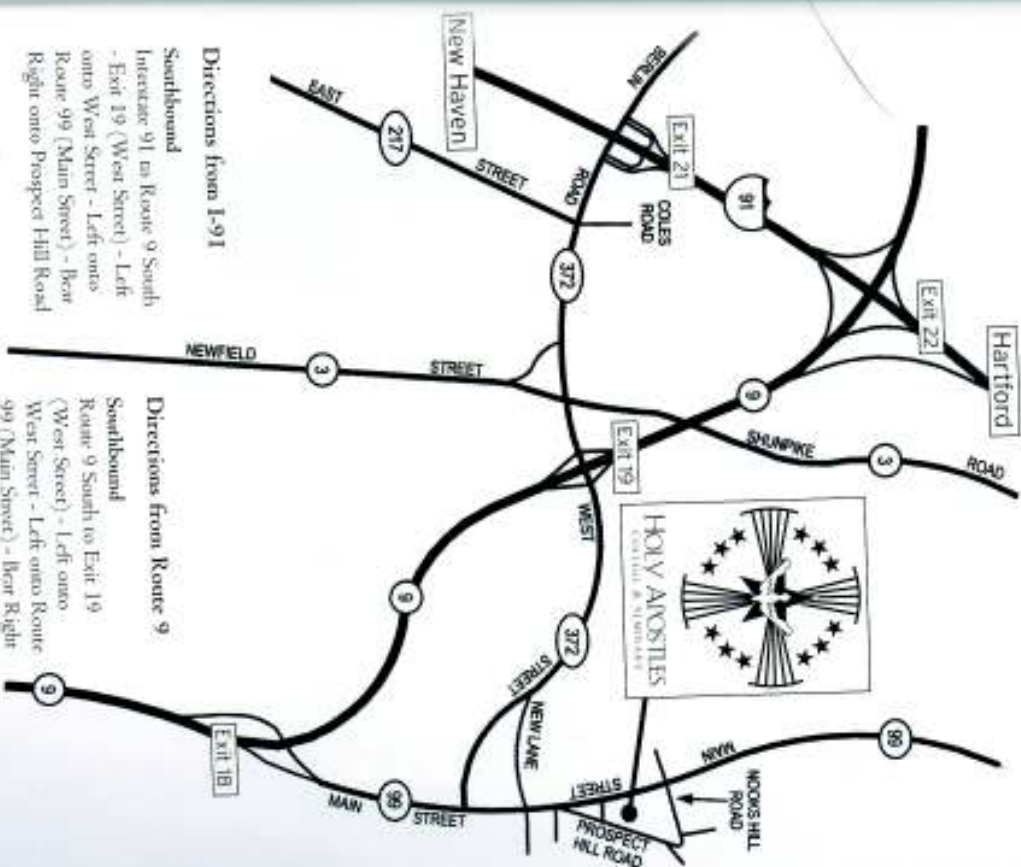 Hartford
New Haven
BERLIN
ROAD
Exit 21
91
Exit 22
EAST
217
STREET
COLES
ROAD
372
NEWFIELD
3
STREET
9
SHUNPIKE
3
ROAD
Exit 19
WEST
372
STREET
NEW LANE
9
Exit 18
9
MAIN
99
STREET
MAIN
STREET
99
NOOKS HILL
ROAD
PROSPECT
HILL ROAD
HOLY APOSTLES
COLLEGE & SEMINARY
Directions from I-91
Southbound
Interstate 91 to Route 9 South
- Exit 19 (West Street) - Left
onto West Street - Left onto
Route 99 (Main Street) - Bear
Right onto Prospect Hill Road
Directions from Route 9
Southbound
Route 9 South to Exit 19
(West Street) - Left onto
West Street - Left onto Route
99 (Main Street) - Bear Right